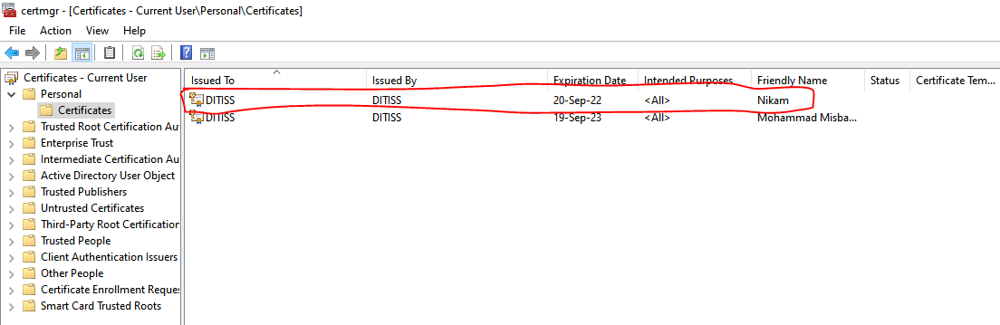 certmgr - [Certificates - Current User\Personal\Certificates]
File Action View Help
Certificates - Current User
Personal
Certificates
Trusted Root Certification Au
Enterprise Trust
Intermediate Certification Au
Active Directory User Object
Trusted Publishers
Untrusted Certificates
Third-Party Root Certification
Trusted People
Client Authentication Issuers
Other People
Certificate Enrollment Reques
Smart Card Trusted Roots
Issued To Issued By Expiration Date Intended Purposes Friendly Name Status Certificate Tem...
DITISS DITISS 20-Sep-22 <All> Nikam
DITISS DITISS 19-Sep-23 <All> Mohammad Misba...